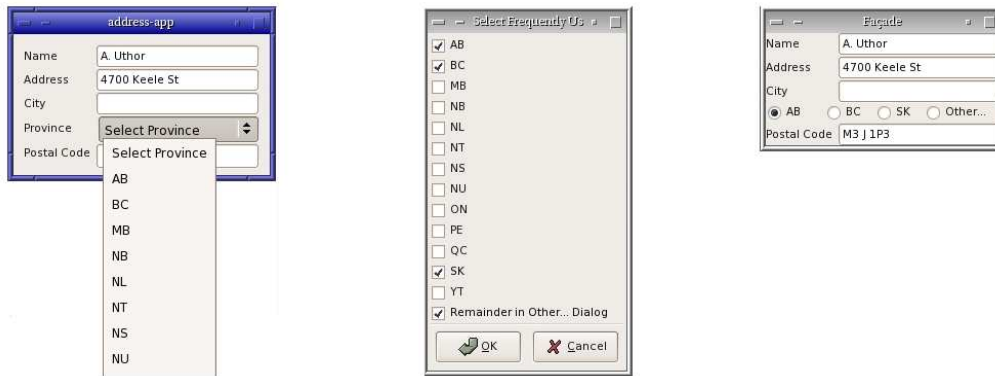 address-app
Name A. Uthor
Address 4700 Keele St
City
Province Select Province
Postal Code
Select Province
AB
BC
MB
NB
NL
NT
NS
NU
Select Frequently Us
AB
BC
MB
NB
NL
NT
NS
NU
ON
PE
QC
SK
YT
Remainder in Other... Dialog
OK Cancel
Façade
Name A. Uthor
Address 4700 Keele St
City
AB BC SK Other...
Postal Code M3 J 1P3